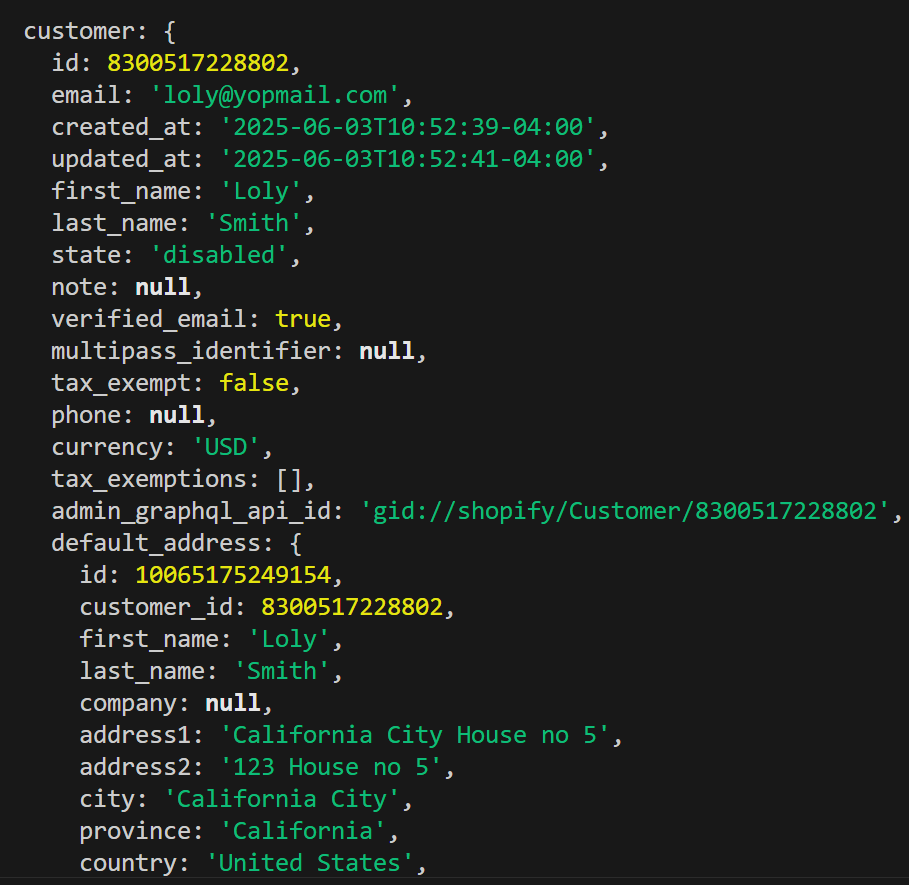 customer: {
id: 8300517228802,
email: 'loly@yopmail.com',
created_at: '2025-06-03T10:52:39-04:00',
updated_at: '2025-06-03T10:52:41-04:00',
first_name: 'Loly',
last_name: 'Smith',
state: 'disabled',
note: null,
verified_email: true,
multipass_identifier: null,
tax_exempt: false,
phone: null,
currency: 'USD',
tax_exemptions: [],
admin_graphql_api_id: 'gid://shopify/Customer/8300517228802',
default_address: {
id: 10065175249154,
customer_id: 8300517228802,
first_name: 'Loly',
last_name: 'Smith',
company: null,
address1: 'California City House no 5',
address2: '123 House no 5',
city: 'California City',
province: 'California',
country: 'United States',